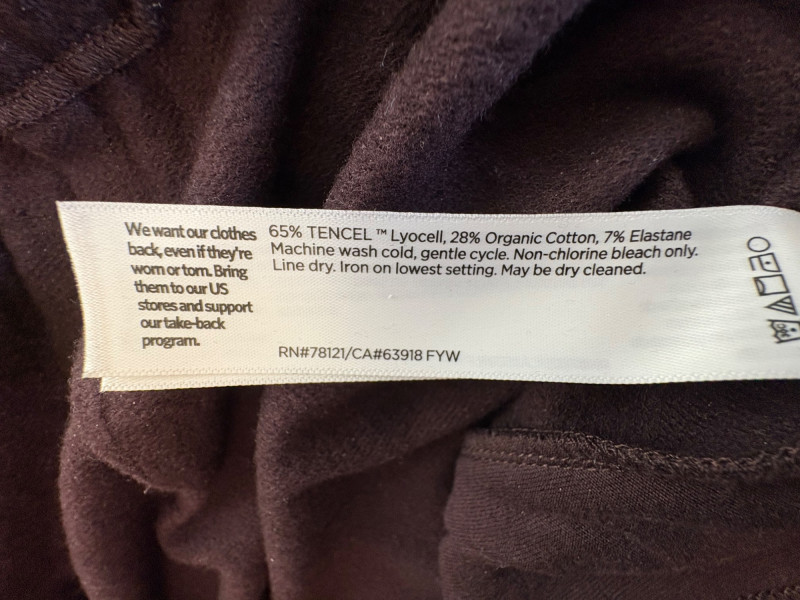 We want our clothes
back, even if they're
worn or torn. Bring
them to our US
stores and support
our take-back
program.
65% TENCEL ™ Lyocell, 28% Organic Cotton, 7% Elastane
Machine wash cold, gentle cycle. Non-chlorine bleach only.
Line dry. Iron on lowest setting. May be dry cleaned.
RN#78121/CA#63918 FYW